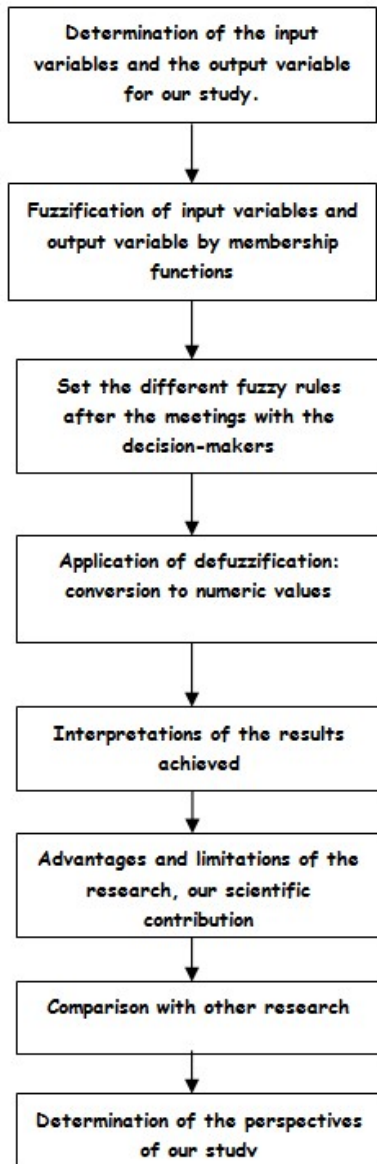 Determination of the input
variables and the output variable
for our study.
Fuzzification of input variables and
output variable by membership
functions
Set the different fuzzy rules
after the meetings with the
decision-makers
Application of defuzzification:
conversion to numeric values
Interpretations of the results
achieved
Advantages and limitations of the
research, our scientific
contribution
Comparison with other research
Determination of the perspectives
of our study